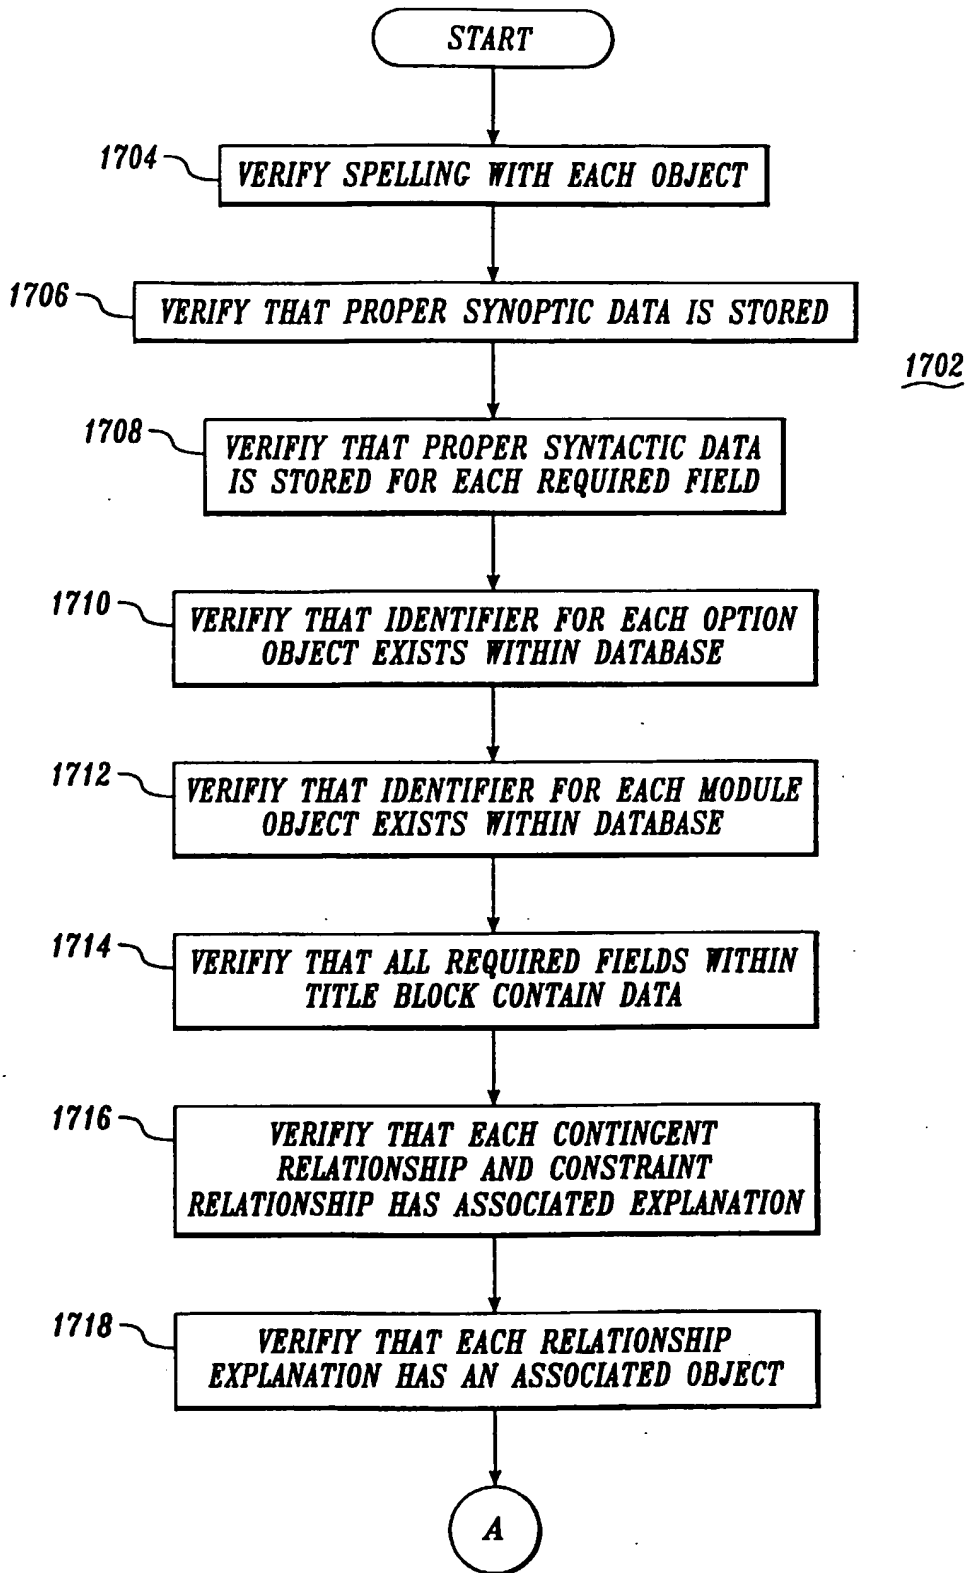 START
1704
VERIFY SPELLING WITH EACH OBJECT
1706
VERIFY THAT PROPER SYNOPTIC DATA IS STORED
1702
1708
VERIFIY THAT PROPER SYNTACTIC DATA
IS STORED FOR EACH REQUIRED FIELD
1710
VERIFIY THAT IDENTIFIER FOR EACH OPTION
OBJECT EXISTS WITHIN DATABASE
1712
VERIFIY THAT IDENTIFIER FOR EACH MODULE
OBJECT EXISTS WITHIN DATABASE
1714
VERIFIY THAT ALL REQUIRED FIELDS WITHIN
TITLE BLOCK CONTAIN DATA
1716
VERIFIY THAT EACH CONTINGENT
RELATIONSHIP AND CONSTRAINT
RELATIONSHIP HAS ASSOCIATED EXPLANATION
1718
VERIFIY THAT EACH RELATIONSHIP
EXPLANATION HAS AN ASSOCIATED OBJECT
A